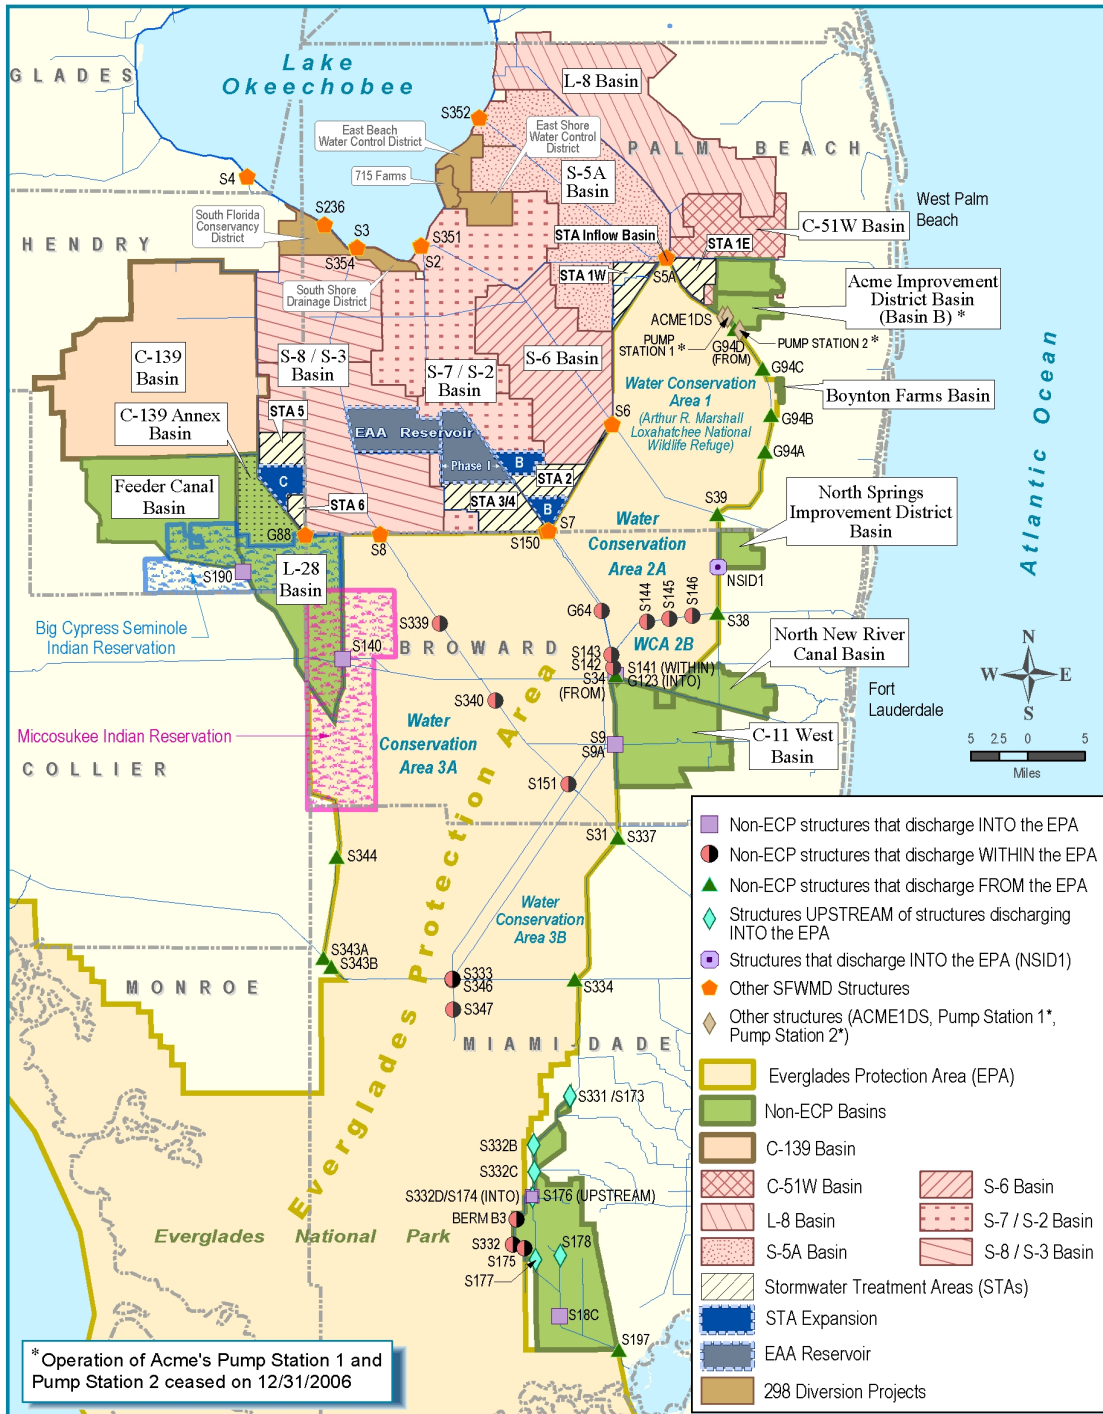 Lake
Okeechobee
GLADES
L-8 Basin
S352
East Beach
Water Control District
East Shore
Water Control
District
PALM BEACH
715 Farms
S-5A
Basin
S4
West Palm
Beach
S236
South Florida
Conservancy
District
C-51W Basin
HENDRY
S3
S351
STA Inflow Basin
STA 1E
S354
S2
STA 1W
S5A
South Shore
Drainage District
Acme Improvement
District Basin
(Basin B) *
ACME1DS
PUMP
STATION 1 *
PUMP STATION 2 *
G94D
(FROM)
C-139
Basin
S-8 / S-3
Basin
S-7 / S-2
Basin
S-6 Basin
G94C
Water Conservation
Area 1
(Arthur R. Marshall
Loxahatchee National
Wildlife Refuge)
Boynton Farms Basin
C-139 Annex
Basin
STA 5
S6
G94B
EAA Reservoir
G94A
Phase I
B
C
STA 2
Feeder Canal
Basin
STA 6
STA 3/4
B
North Springs
Improvement District
Basin
S39
S7
Water
Conservation
Area 2A
G88
S8
S150
L-28
Basin
S190
NSID1
S144
S145
S146
G64
S38
Big Cypress Seminole
Indian Reservation
S339
BROWARD
WCA 2B
North New River
Canal Basin
S140
S143
S142
S141 (WITHIN)
S34
(FROM)
G123 (INTO)
N
W
E
S
Fort
Lauderdale
S340
Miccosukee Indian Reservation
Water
Conservation
Area 3A
S9
S9A
C-11 West
Basin
COLLIER
5 2.5 0 5
Miles
S151
Atlantic Ocean
Everglades Protection Area
S31
S337
S344
Water
Conservation
Area 3B
S343A
S343B
S333
S346
S334
MONROE
S347
MIAMI-DADE
S331 /S173
S332B
S332C
S332D/S174 (INTO)
S176 (UPSTREAM)
BERM B3
Everglades National Park
S332
S178
S175
S177
S18C
S197
Non-ECP structures that discharge INTO the EPA
Non-ECP structures that discharge WITHIN the EPA
Non-ECP structures that discharge FROM the EPA
Structures UPSTREAM of structures discharging
INTO the EPA
Structures that discharge INTO the EPA (NSID1)
Other SFWMD Structures
Other structures (ACME1DS, Pump Station 1*,
Pump Station 2*)
Everglades Protection Area (EPA)
Non-ECP Basins
C-139 Basin
C-51W Basin
S-6 Basin
L-8 Basin
S-7 / S-2 Basin
S-5A Basin
S-8 / S-3 Basin
Stormwater Treatment Areas (STAs)
STA Expansion
EAA Reservoir
298 Diversion Projects
*Operation of Acme's Pump Station 1 and
Pump Station 2 ceased on 12/31/2006